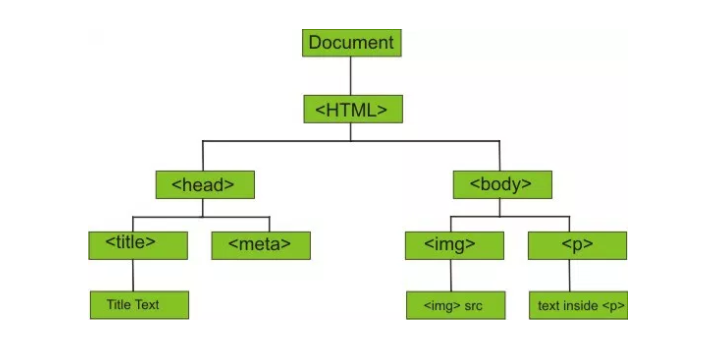 Document
<HTML>
<head>
<body>
<title>
<meta>
<img>
<p>
Title Text
<img> src
text inside <p>